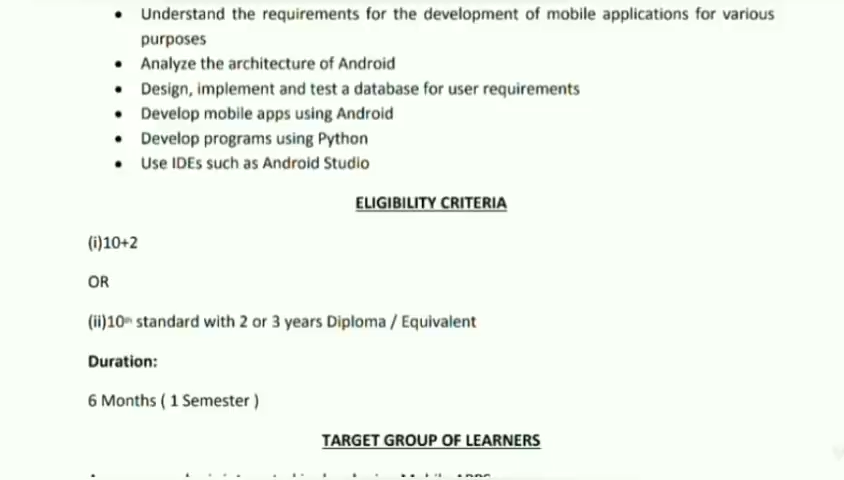 • Understand the requirements for the development of mobile applications for various
purposes
• Analyze the architecture of Android
• Design, implement and test a database for user requirements
• Develop mobile apps using Android
• Develop programs using Python
• Use IDEs such as Android Studio
ELIGIBILITY CRITERIA
(i)10+2
OR
(ii)10th standard with 2 or 3 years Diploma / Equivalent
Duration:
6 Months ( 1 Semester )
TARGET GROUP OF LEARNERS